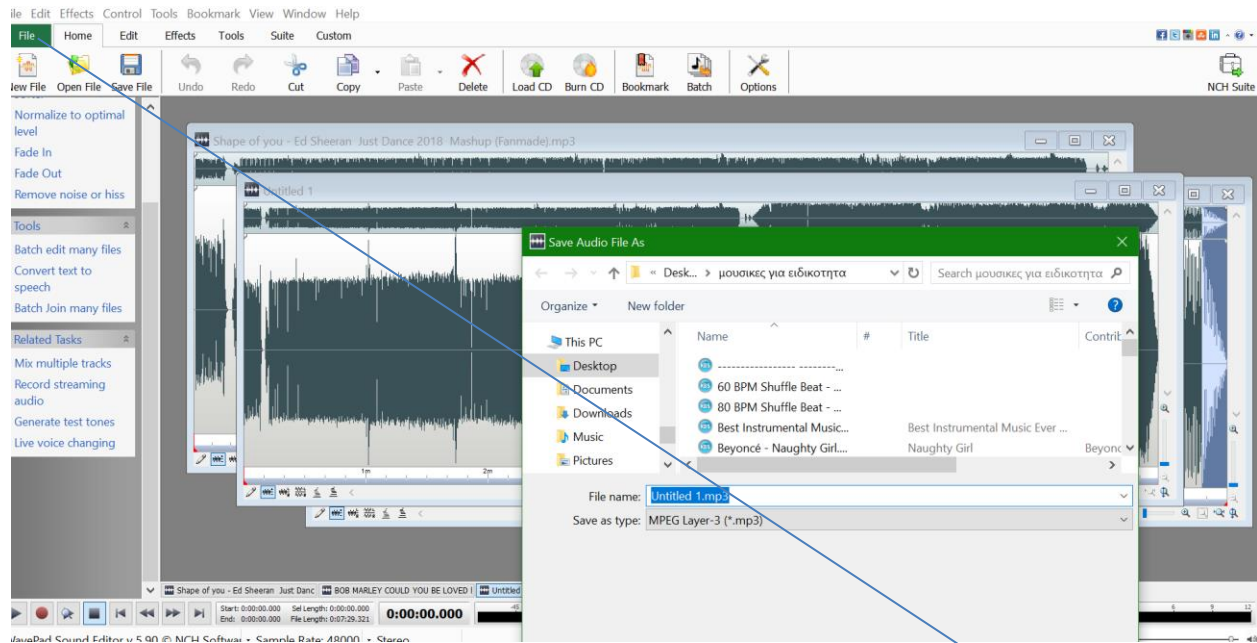 ile Edit Effects Control Tools Bookmark View Window Help
File Home Edit Effects Tools Suite Custom
New File Open File Save File Undo Redo Cut Copy Paste Delete Load CD Burn CD Bookmark Batch Options NCH Suite
Normalize to optimal
level
Fade In
Fade Out
Remove noise or hiss
Tools
Batch edit many files
Convert text to
speech
Batch Join many files
Related Tasks
Mix multiple tracks
Record streaming
audio
Generate test tones
Live voice changing
Shape of you - Ed Sheeran Just Dance 2018 Mashup (Fanmade).mp3
Untitled 1
1m 2m
Save Audio File As
« Desk... › μουσικες για ειδικοτητα
Search μουσικες για ειδικοτητα
Organize New folder
This PC
Desktop
Documents
Downloads
Music
Pictures
Name # Title Contrib
----------------- --------...
60 BPM Shuffle Beat - ...
80 BPM Shuffle Beat - ...
Best Instrumental Music... Best Instrumental Music Ever ...
Beyoncé - Naughty Girl.... Naughty Girl Beyonc
File name: Untitled 1.mp3
Save as type: MPEG Layer-3 (*.mp3)
Shape of you - Ed Sheeran Just Danc BOB MARLEY COULD YOU BE LOVED Untitled
Start: 0:00:00.000 Sel Length: 0:00:00.000
End: 0:00:00.000 File Length: 0:07:29.321
0:00:00.000
-45 6 9 12
WavePad Sound Editor v 5.90 © NCH Softwar Sample Rate: 48000 Stereo